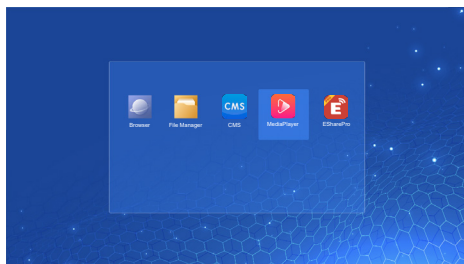 CMS
E
Browser
File Manager
CMS
MediaPlayer
ESharePro